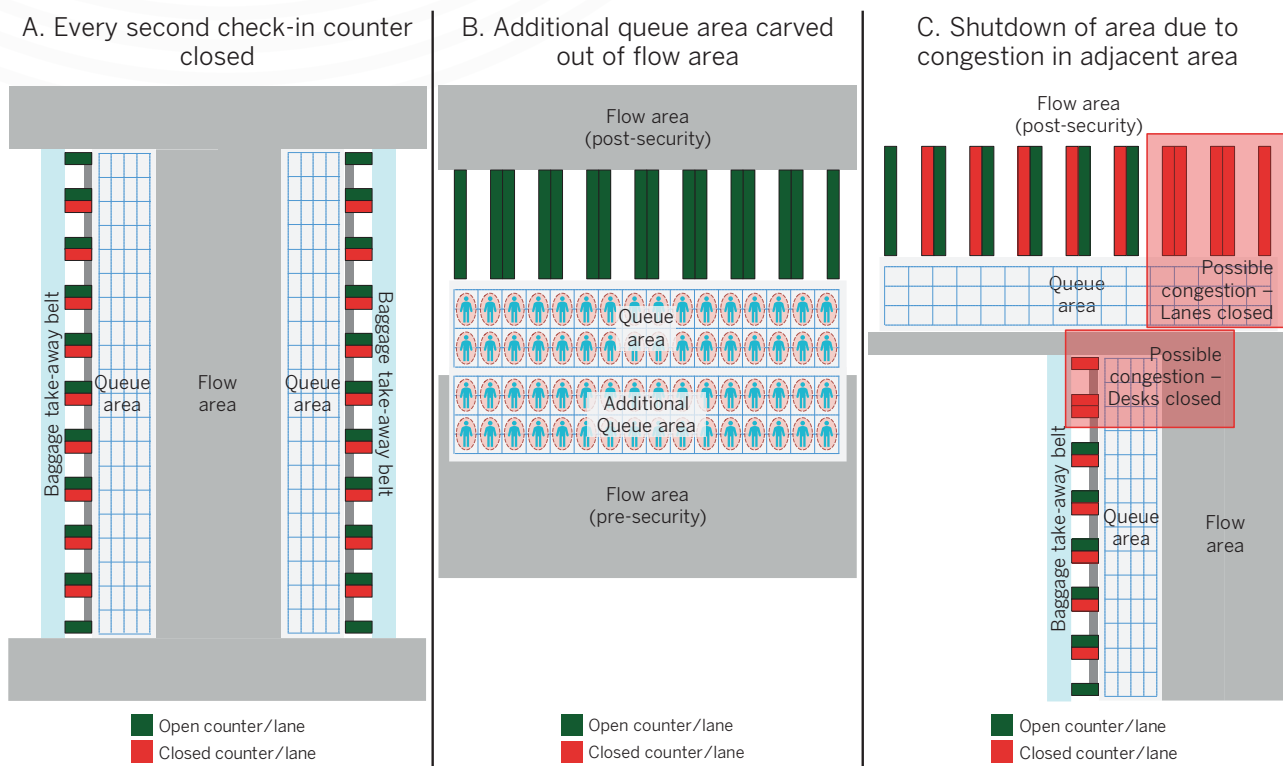 A. Every second check-in counter
closed
Baggage take-away belt
Queue
area
Flow
area
Queue
area
Baggage take-away belt
Open counter/lane
Closed counter/lane
B. Additional queue area carved
out of flow area
Flow area
(post-security)
Queue
area
Additional
Queue area
Flow area
(pre-security)
Open counter/lane
Closed counter/lane
C. Shutdown of area due to
congestion in adjacent area
Flow area
(post-security)
Queue
area
Possible
congestion –
Lanes closed
Possible
congestion –
Desks closed
Baggage take-away belt
Queue
area
Flow
area
Open counter/lane
Closed counter/lane